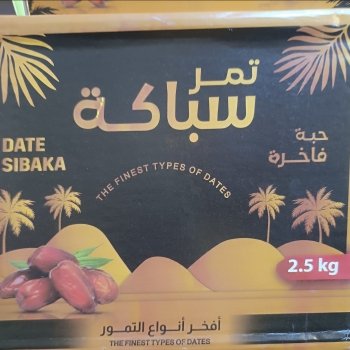 تمر
سباكة
حبة
فاخرة
DATE
SIBAKA
THE FINEST TYPES OF DATES
2.5 kg
أفخر أنواع التمور
THE FINEST TYPES OF DATES